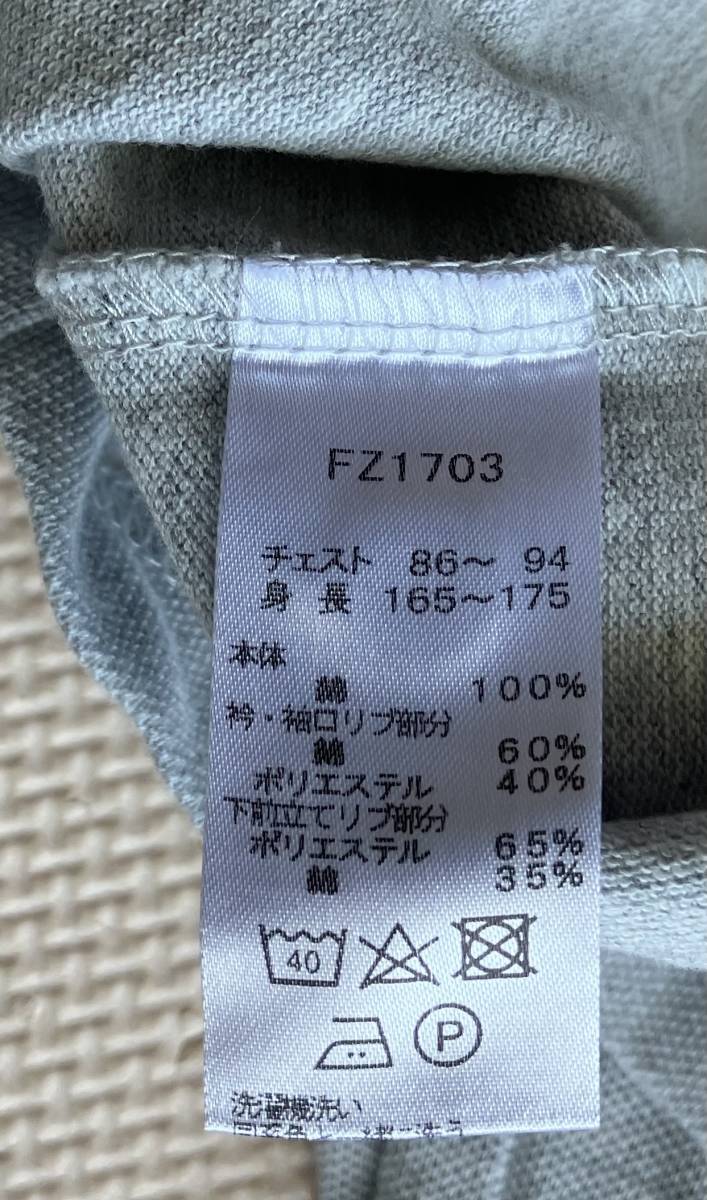 FZ1703
チェスト 86～94
身長 165～175
本体
綿 100%
衿・袖口リブ部分
綿 60%
ポリエステル 40%
下前立てリブ部分
ポリエステル 65%
綿 35%
40
P
洗濯機洗い